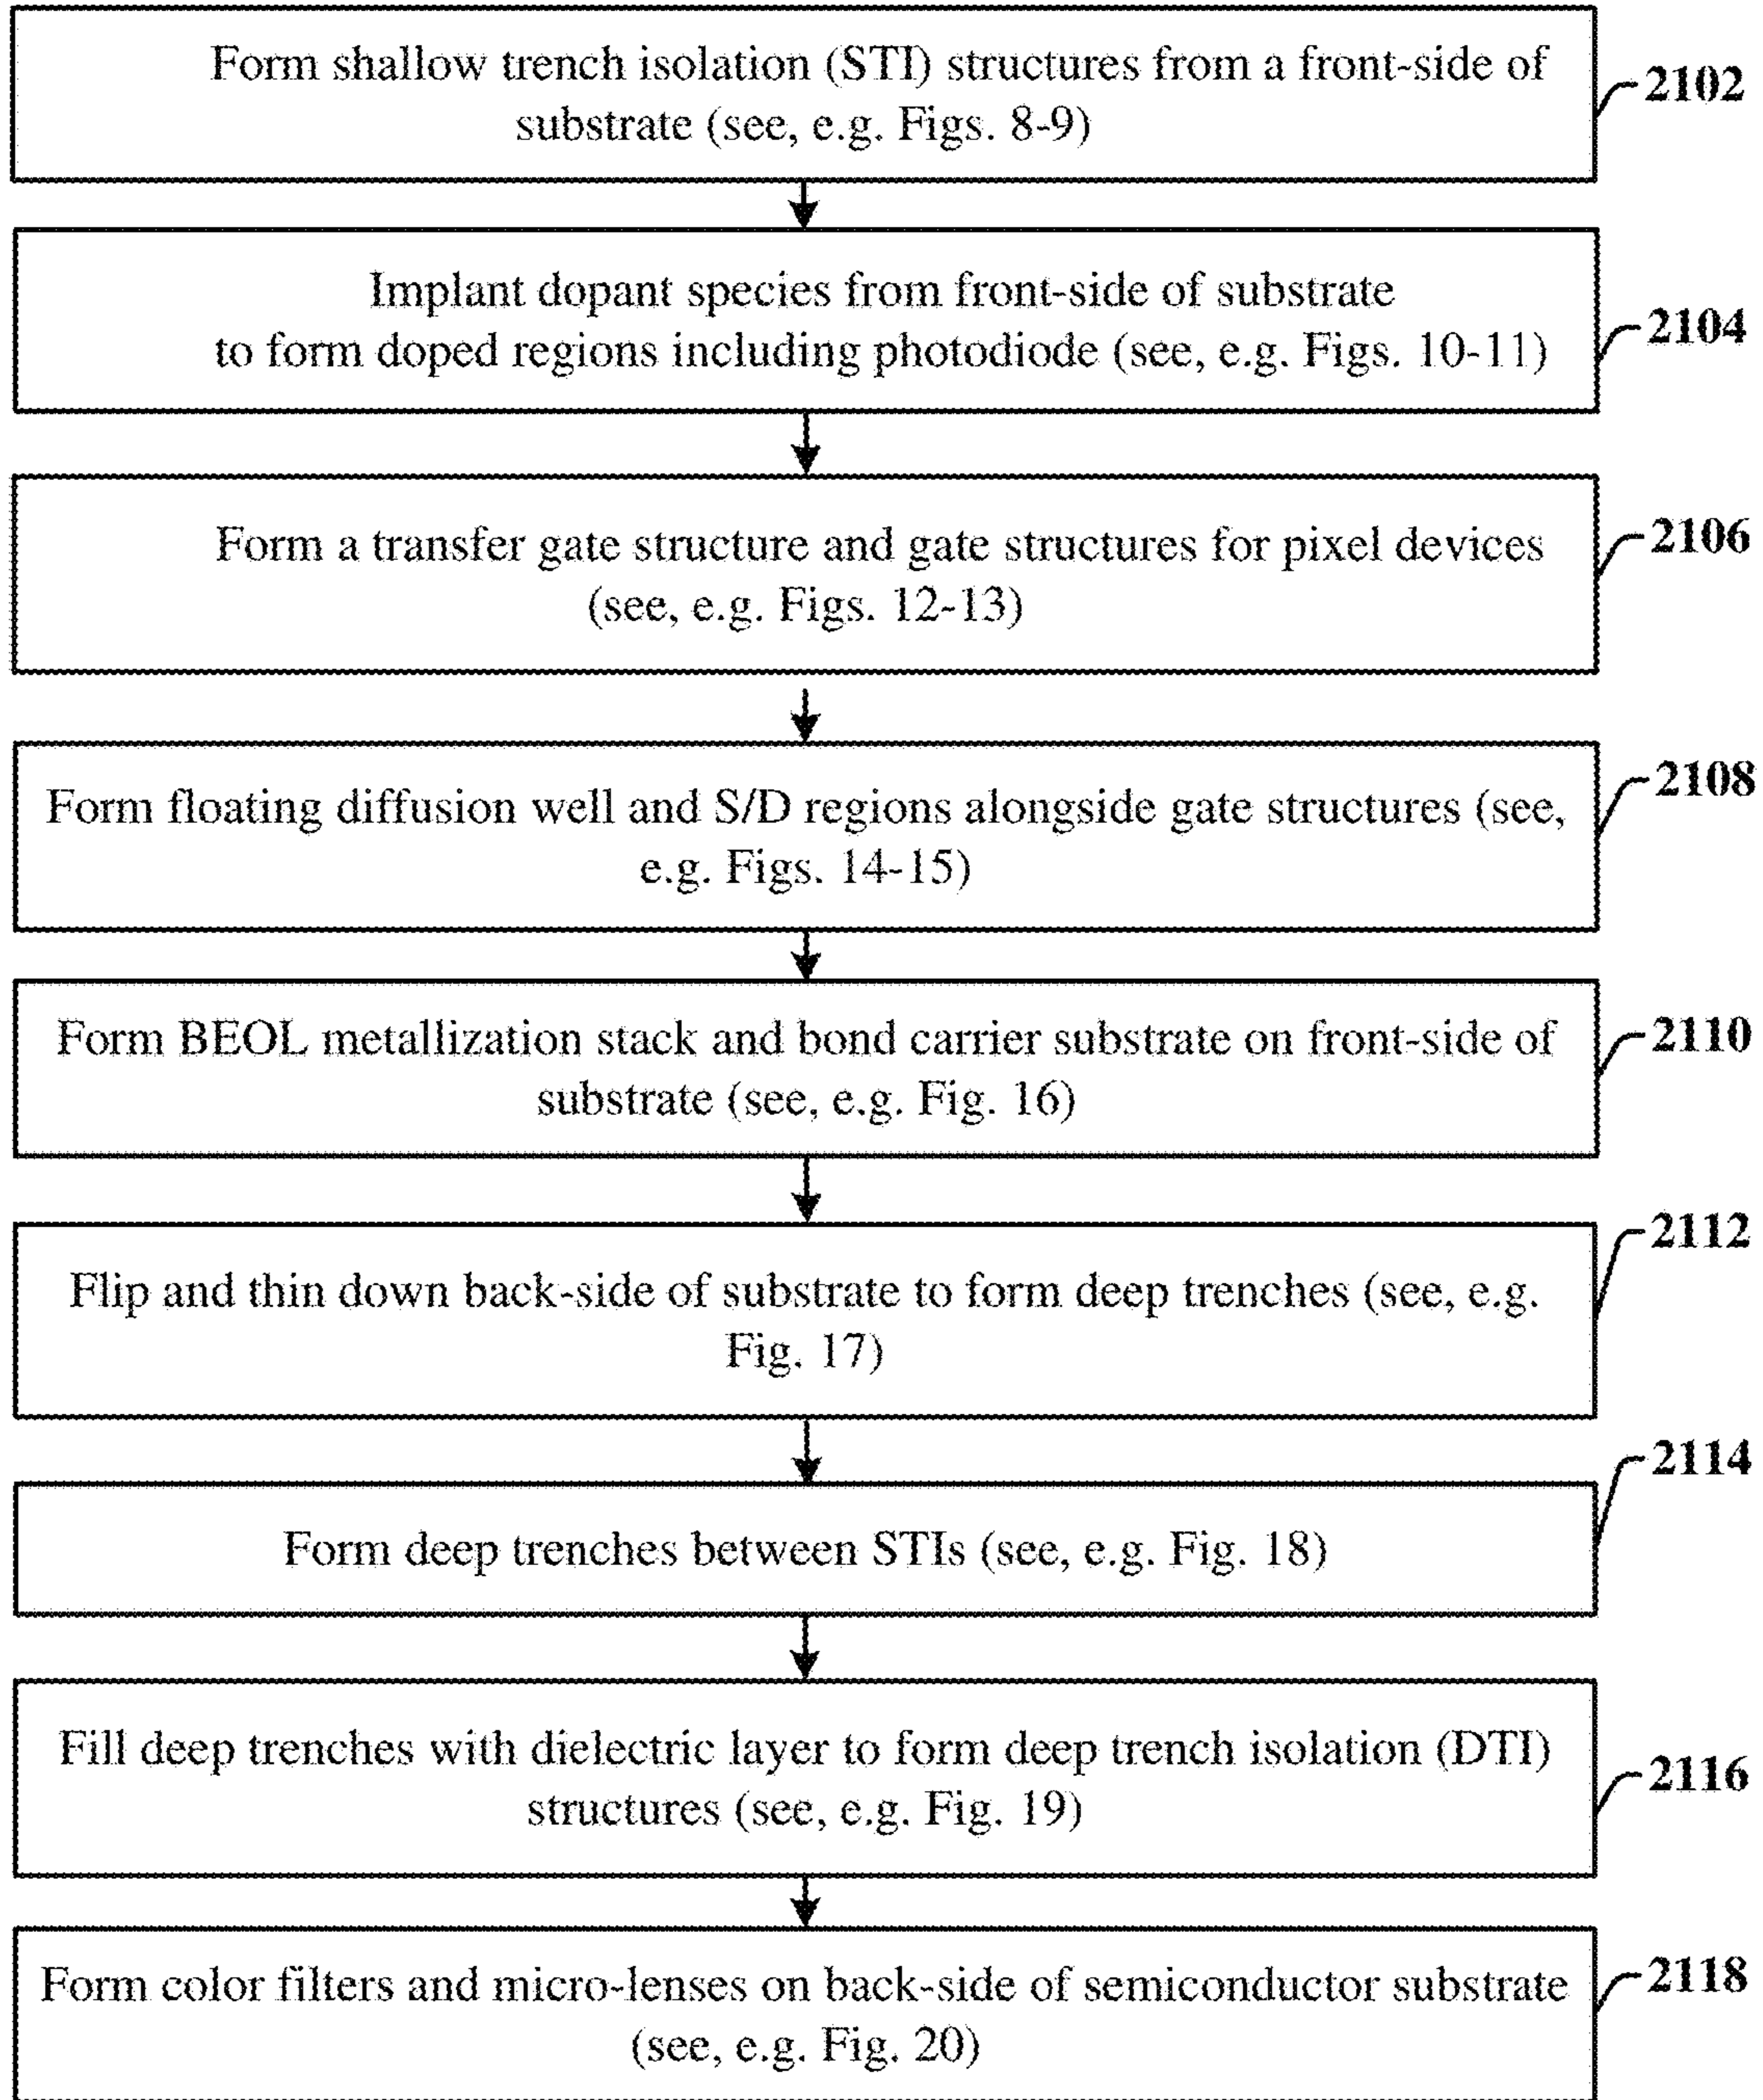 Form shallow trench isolation (STI) structures from a front-side of
substrate (see, e.g. Figs. 8-9)
2102
Implant dopant species from front-side of substrate
to form doped regions including photodiode (see, e.g. Figs. 10-11)
2104
Form a transfer gate structure and gate structures for pixel devices
(see, e.g. Figs. 12-13)
2106
Form floating diffusion well and S/D regions alongside gate structures (see,
e.g. Figs. 14-15)
2108
Form BEOL metallization stack and bond carrier substrate on front-side of
substrate (see, e.g. Fig. 16)
2110
Flip and thin down back-side of substrate to form deep trenches (see, e.g.
Fig. 17)
2112
Form deep trenches between STIs (see, e.g. Fig. 18)
2114
Fill deep trenches with dielectric layer to form deep trench isolation (DTI)
structures (see, e.g. Fig. 19)
2116
Form color filters and micro-lenses on back-side of semiconductor substrate
(see, e.g. Fig. 20)
2118